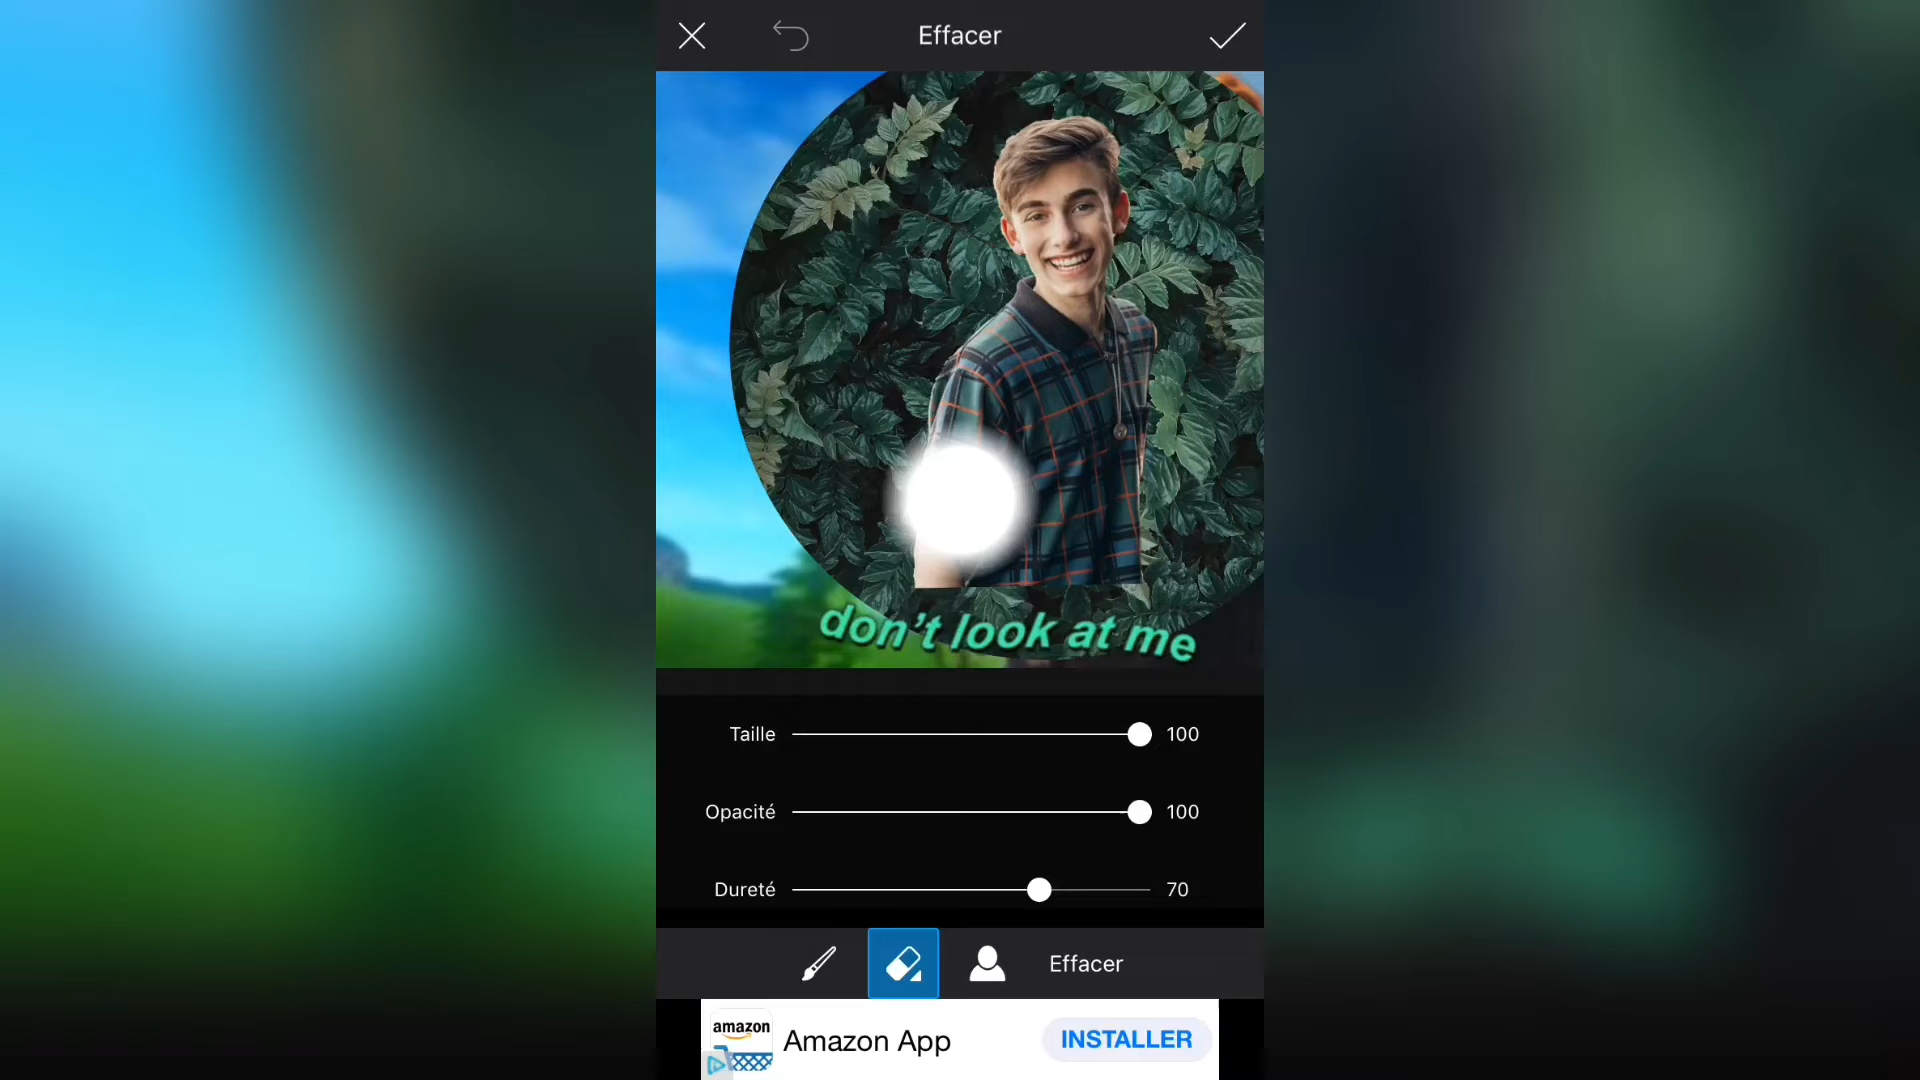 Effacer
don't look at me
Taille 100
Opacité 100
Dureté 70
Effacer
amazon
Amazon App
INSTALLER